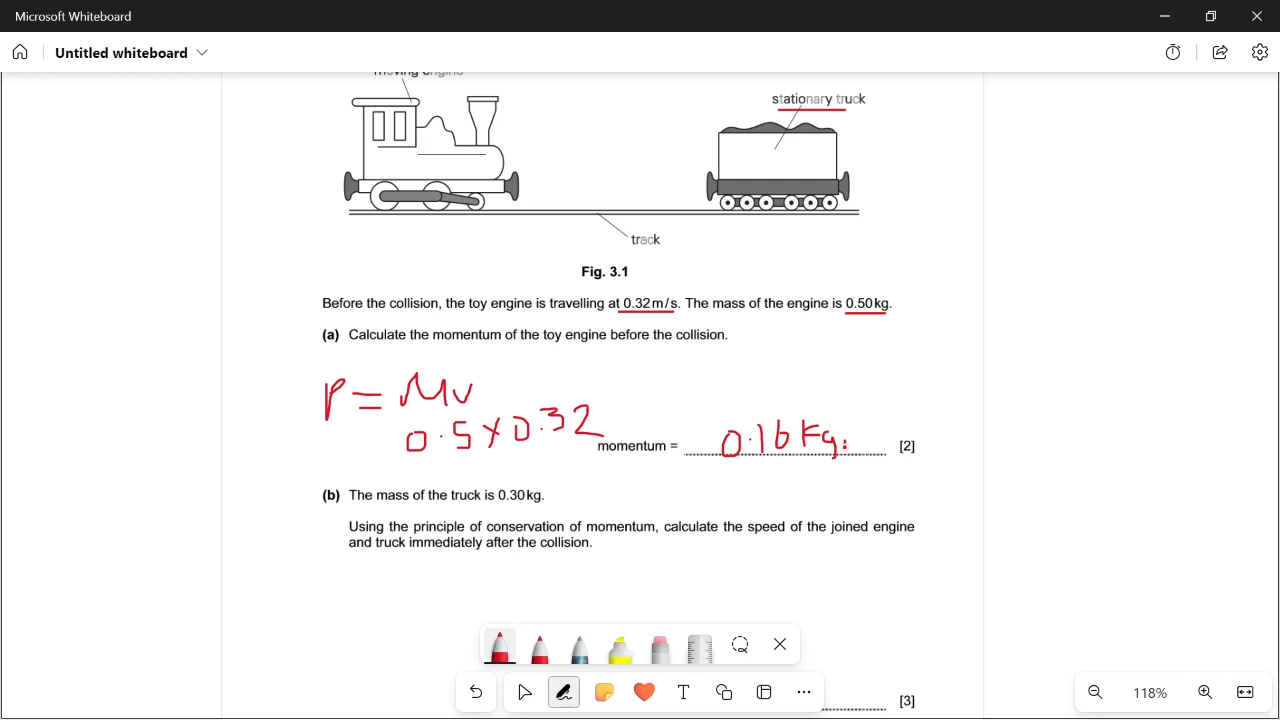 Microsoft Whiteboard
Untitled whiteboard
moving engine
stationary truck
track
Fig. 3.1
Before the collision, the toy engine is travelling at 0.32 m/s. The mass of the engine is 0.50 kg.
(a) Calculate the momentum of the toy engine before the collision.
P = Mv
0.5 x 0.32
momentum = 0.16 Kg. [2]
(b) The mass of the truck is 0.30 kg.
Using the principle of conservation of momentum, calculate the speed of the joined engine
and truck immediately after the collision.
118%
[3]